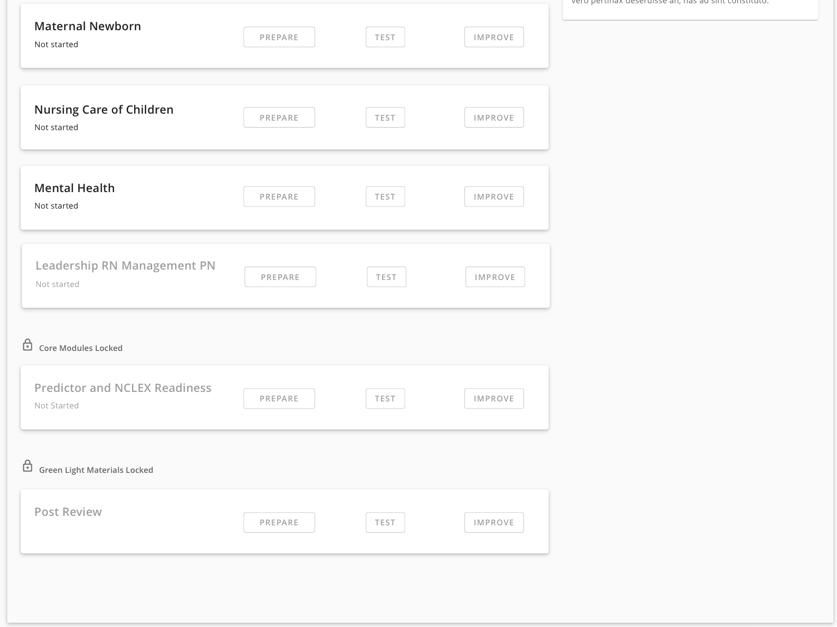 vero pertinax deserdisse an, has ad sint constituto.
Maternal Newborn
Not started
PREPARE
TEST
IMPROVE
Nursing Care of Children
Not started
PREPARE
TEST
IMPROVE
Mental Health
Not started
PREPARE
TEST
IMPROVE
Leadership RN Management PN
Not started
PREPARE
TEST
IMPROVE
Core Modules Locked
Predictor and NCLEX Readiness
Not Started
PREPARE
TEST
IMPROVE
Green Light Materials Locked
Post Review
PREPARE
TEST
IMPROVE